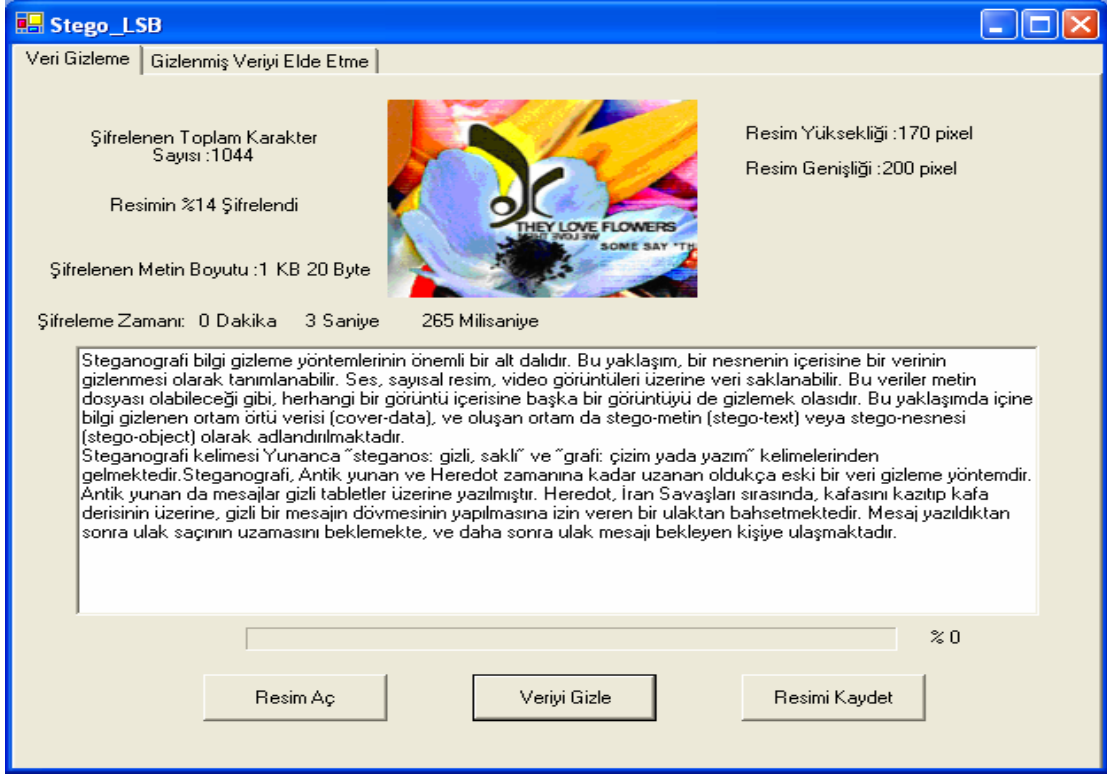 Stego_LSB
Veri Gizleme
Gizlenmiş Veriyi Elde Etme
Şifrelenen Toplam Karakter
Sayısı :1044
Resimin %14 Şifrelendi
Şifrelenen Metin Boyutu :1 KB 20 Byte
THEY LOVE FLOWERS
SOME SAY "TH
Resim Yüksekliği :170 pixel
Resim Genişliği :200 pixel
Şifreleme Zamanı: 0 Dakika 3 Saniye 265 Milisaniye
Steganografi bilgi gizleme yöntemlerinin önemli bir alt dalıdır. Bu yaklaşım, bir nesnenin içerisine bir verinin
gizlenmesi olarak tanımlanabilir. Ses, sayısal resim, video görüntüleri üzerine veri saklanabilir. Bu veriler metin
dosyası olabileceği gibi, herhangi bir görüntü içerisine başka bir görüntüyü de gizlemek olasıdır. Bu yaklaşımda içine
bilgi gizlenen ortam örtü verisi (cover-data), ve oluşan ortam da stego-metin (stego-text) veya stego-nesnesi
(stego-object) olarak adlandırılmaktadır.
Steganografi kelimesi Yunanca "steganos: gizli, saklı" ve "grafi: çizim yada yazım" kelimelerinden
gelmektedir.Steganografi, Antik yunan ve Heredot zamanına kadar uzanan oldukça eski bir veri gizleme yöntemdir.
Antik yunan da mesajlar gizli tabletler üzerine yazılmıştır. Heredot, İran Savaşları sırasında, kafasını kazıtıp kafa
derisinin üzerine, gizli bir mesajın dövmesinin yapılmasına izin veren bir ulaktan bahsetmektedir. Mesaj yazıldıktan
sonra ulak saçının uzamasını beklemekte, ve daha sonra ulak mesajı bekleyen kişiye ulaşmaktadır.
% 0
Resim Aç
Veriyi Gizle
Resimi Kaydet